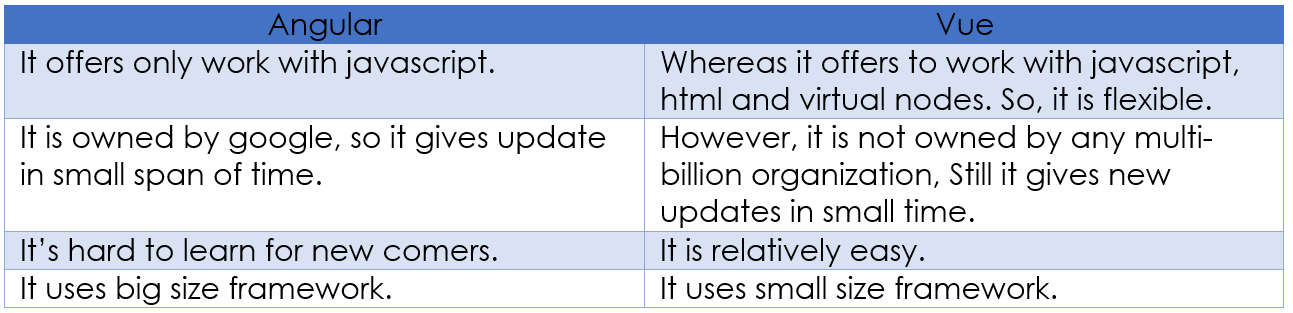 Angular
Vue
It offers only work with javascript.
Whereas it offers to work with javascript,
html and virtual nodes. So, it is flexible.
It is owned by google, so it gives update
in small span of time.
However, it is not owned by any multi-
billion organization, Still it gives new
updates in small time.
It’s hard to learn for new comers.
It is relatively easy.
It uses big size framework.
It uses small size framework.